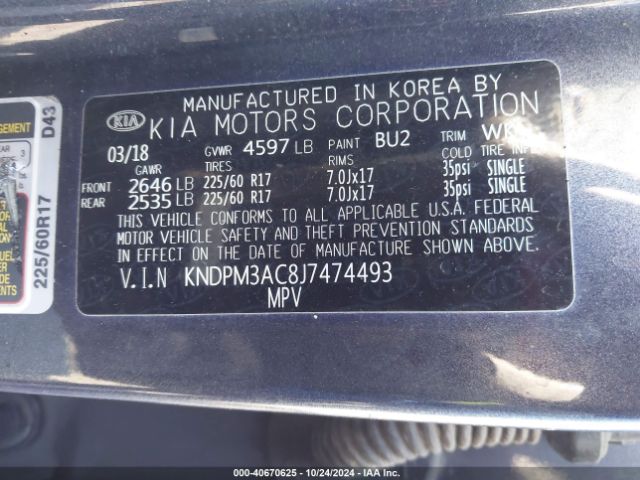 MANUFACTURED IN KOREA BY
KIA KIA MOTORS CORPORATION
03/18 GVWR 4597 LB PAINT BU2 TRIM
GAWR TIRES RIMS COLD TIRE
FRONT 2646 LB 225/60 R17 7.0Jx17 35psi SINGLE
REAR 2535 LB 225/60 R17 7.0Jx17 35psi SINGLE
THIS VEHICLE CONFORMS TO ALL APPLICABLE U.S.A. FEDERAL
MOTOR VEHICLE SAFETY AND THEFT PREVENTION STANDARDS
IN EFFECT ON THE DATE OF MANUFACTURE SHOWN ABOVE.
V.I.N KNDPM3AC8J7474493
MPV
D43
225/60R17
000-40670625 - 10/24/2024 - IAA Inc.